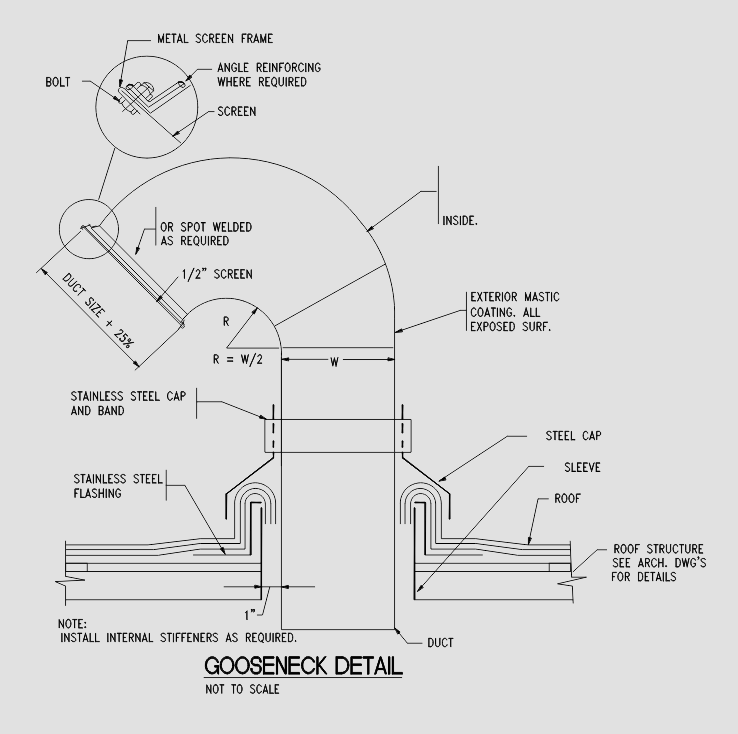 METAL SCREEN FRAME
ANGLE REINFORCING
WHERE REQUIRED
BOLT
SCREEN
INSIDE.
OR SPOT WELDED
AS REQUIRED
1/2" SCREEN
DUCT SIZE + 25%
EXTERIOR MASTIC
COATING. ALL
EXPOSED SURF.
R
R = W/2
W
STAINLESS STEEL CAP
AND BAND
STEEL CAP
SLEEVE
STAINLESS STEEL
FLASHING
ROOF
ROOF STRUCTURE
SEE ARCH. DWG'S
FOR DETAILS
1"
NOTE:
INSTALL INTERNAL STIFFENERS AS REQUIRED.
DUCT
GOOSENECK DETAIL
NOT TO SCALE